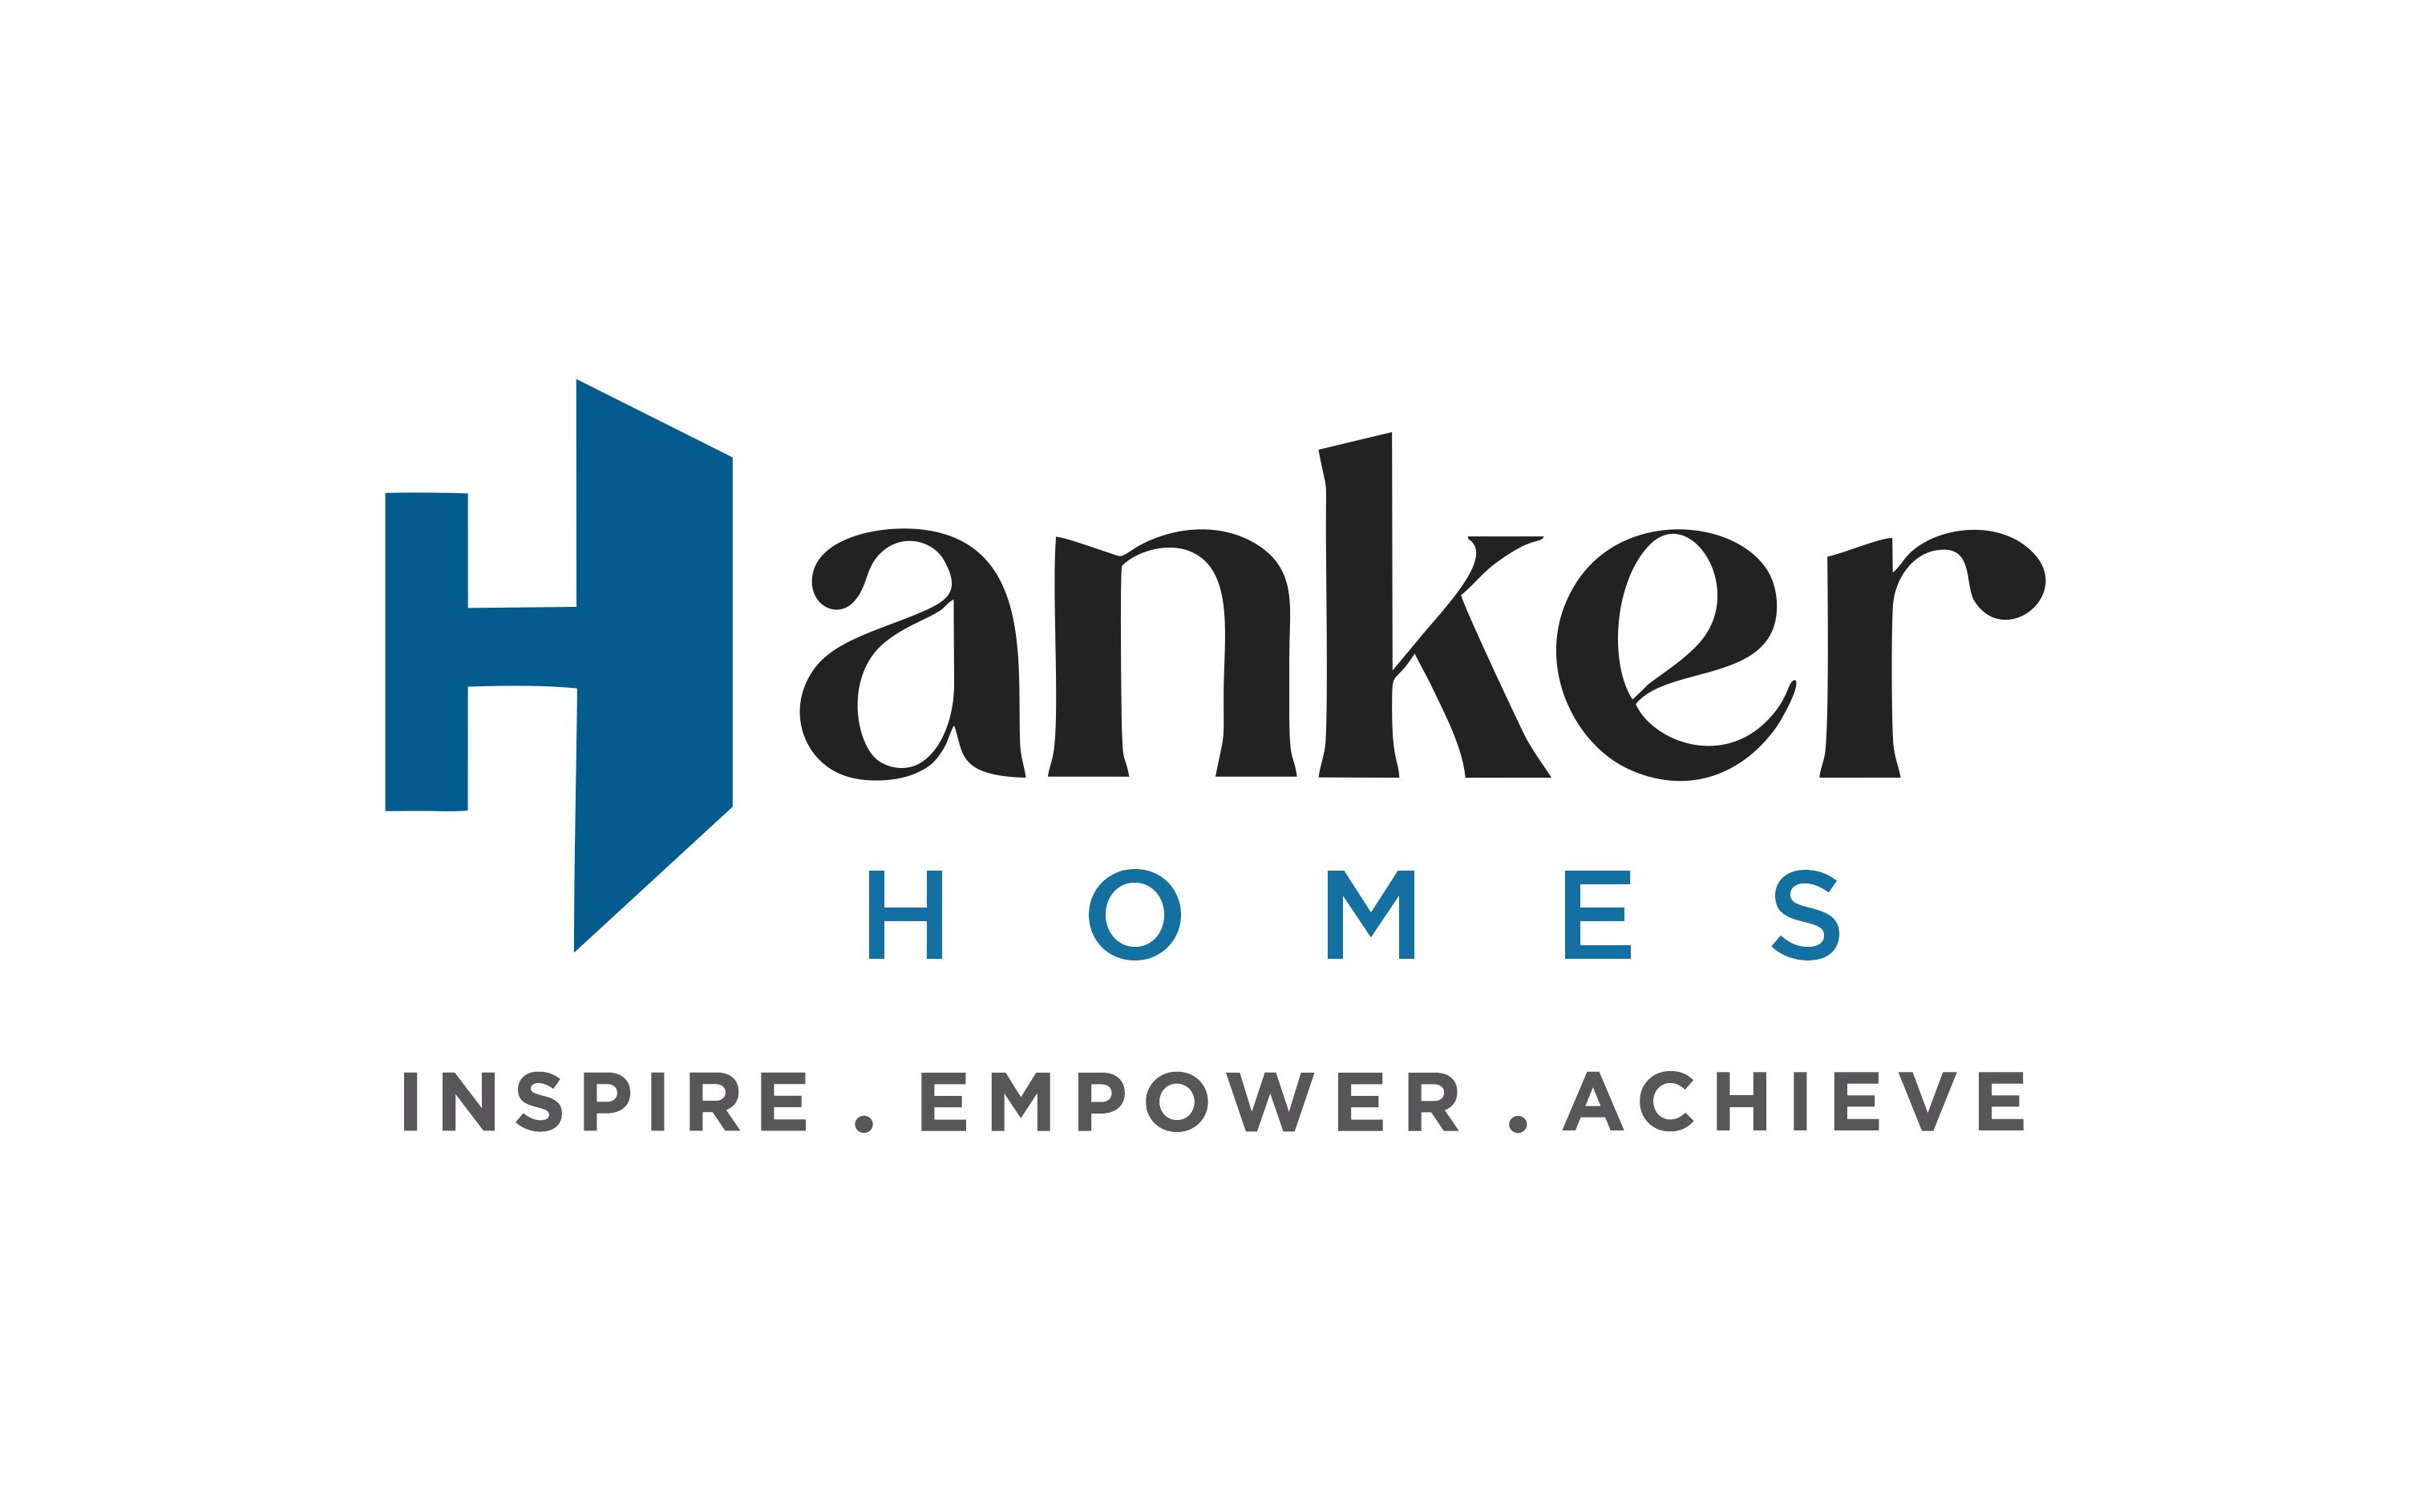 Hanker
HOMES
INSPIRE . EMPOWER . ACHIEVE